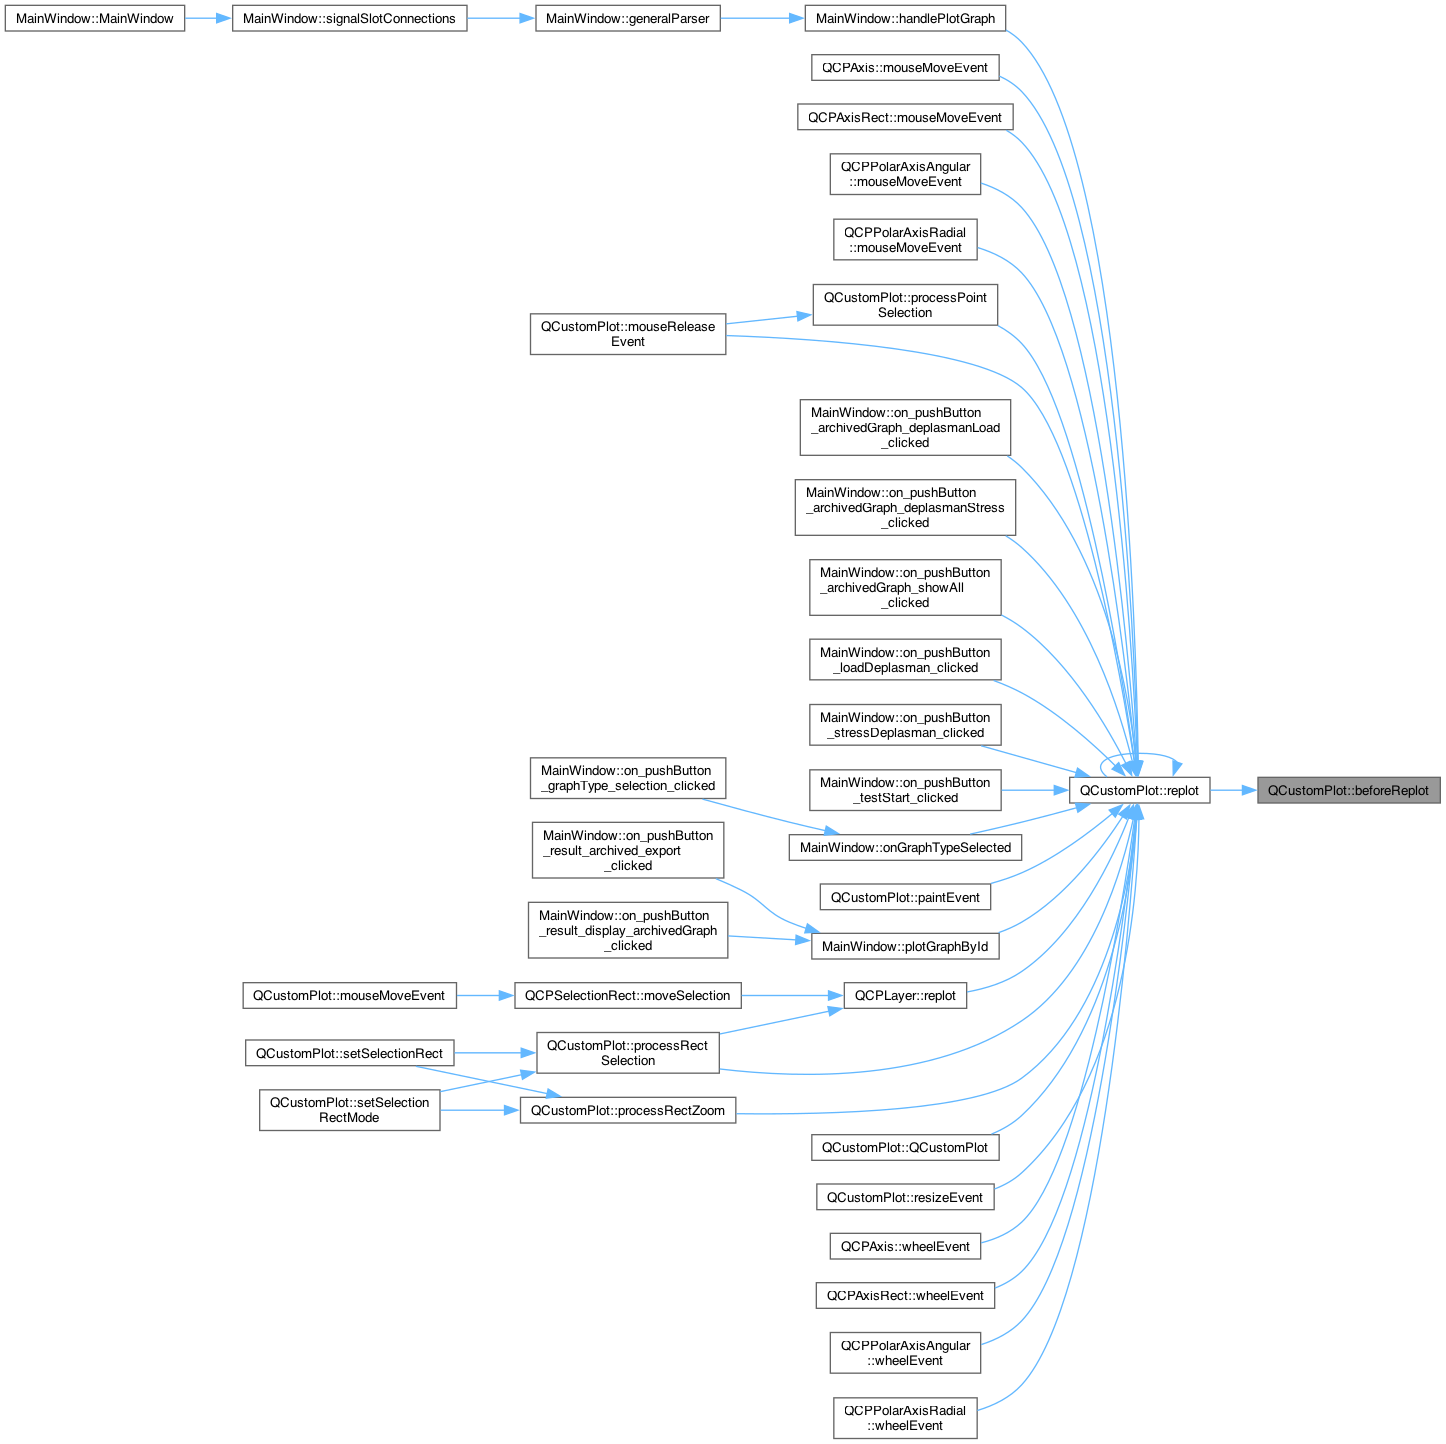 MainWindow::MainWindow
MainWindow::signalSlotConnections
MainWindow::generalParser
MainWindow::handlePlotGraph
QCPAxis::mouseMoveEvent
QCPAxisRect::mouseMoveEvent
QCPPolarAxisAngular
::mouseMoveEvent
QCPPolarAxisRadial
::mouseMoveEvent
QCustomPlot::processPoint
Selection
QCustomPlot::mouseRelease
Event
MainWindow::on_pushButton
_archivedGraph_deplasmanLoad
_clicked
MainWindow::on_pushButton
_archivedGraph_deplasmanStress
_clicked
MainWindow::on_pushButton
_archivedGraph_showAll
_clicked
MainWindow::on_pushButton
_loadDeplasman_clicked
MainWindow::on_pushButton
_stressDeplasman_clicked
MainWindow::on_pushButton
_graphType_selection_clicked
MainWindow::on_pushButton
_testStart_clicked
QCustomPlot::replot
QCustomPlot::beforeReplot
MainWindow::on_pushButton
_result_archived_export
_clicked
MainWindow::onGraphTypeSelected
QCustomPlot::paintEvent
MainWindow::on_pushButton
_result_display_archivedGraph
_clicked
MainWindow::plotGraphById
QCustomPlot::mouseMoveEvent
QCPSelectionRect::moveSelection
QCPLayer::replot
QCustomPlot::setSelectionRect
QCustomPlot::processRect
Selection
QCustomPlot::setSelection
RectMode
QCustomPlot::processRectZoom
QCustomPlot::QCustomPlot
QCustomPlot::resizeEvent
QCPAxis::wheelEvent
QCPAxisRect::wheelEvent
QCPPolarAxisAngular
::wheelEvent
QCPPolarAxisRadial
::wheelEvent